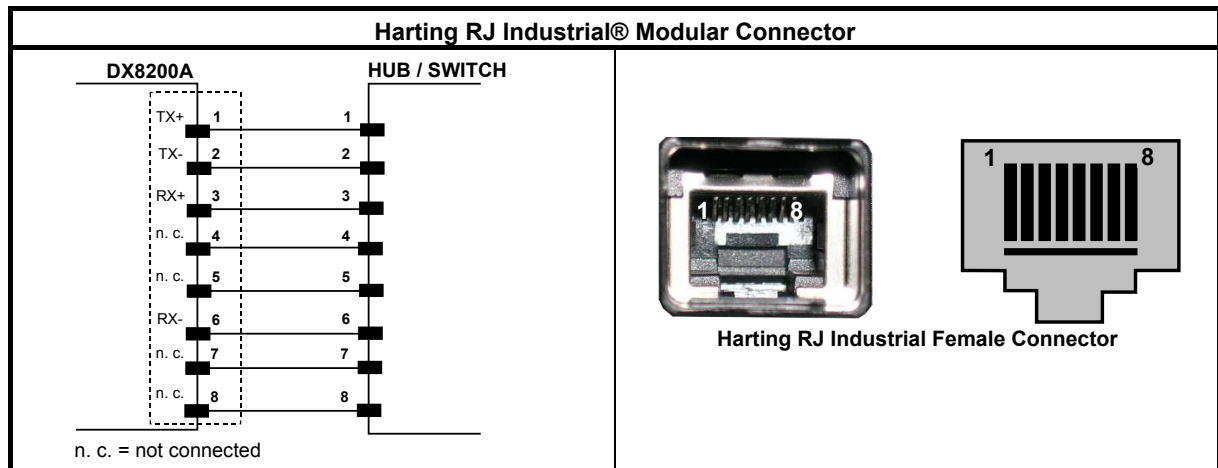 Harting RJ Industrial® Modular Connector
DX8200A HUB / SWITCH
TX+ 1 1
TX- 2 2
RX+ 3 3
n. c. 4 4
n. c. 5 5
RX- 6 6
n. c. 7 7
n. c. 8 8
n. c. = not connected
1 8
1 8
Harting RJ Industrial Female Connector